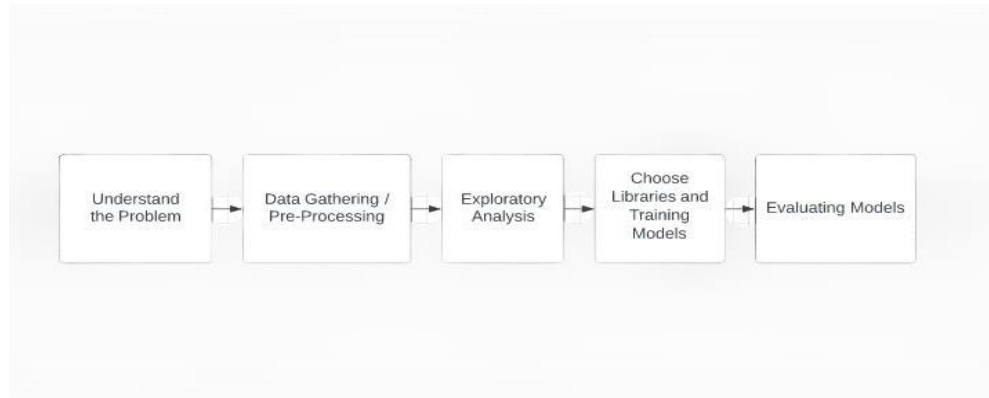 Understand
the Problem
Data Gathering /
Pre-Processing
Exploratory
Analysis
Choose
Libraries and
Training
Models
Evaluating Models